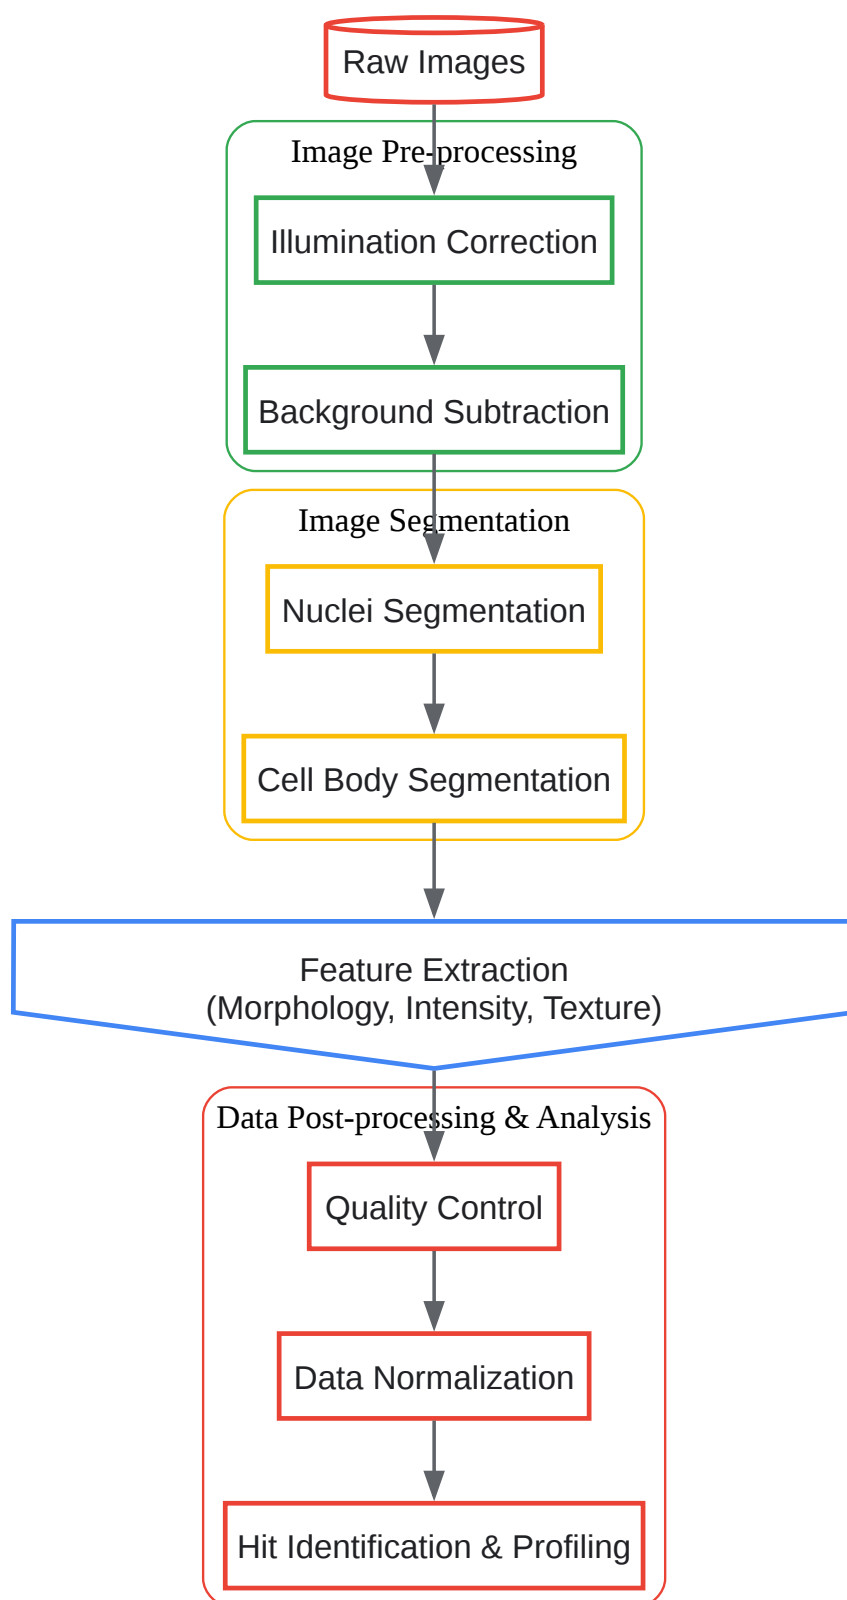 Raw Images
Image Pre-processing
Illumination Correction
Background Subtraction
Image Segmentation
Nuclei Segmentation
Cell Body Segmentation
Feature Extraction
(Morphology, Intensity, Texture)
Data Post-processing & Analysis
Quality Control
Data Normalization
Hit Identification & Profiling